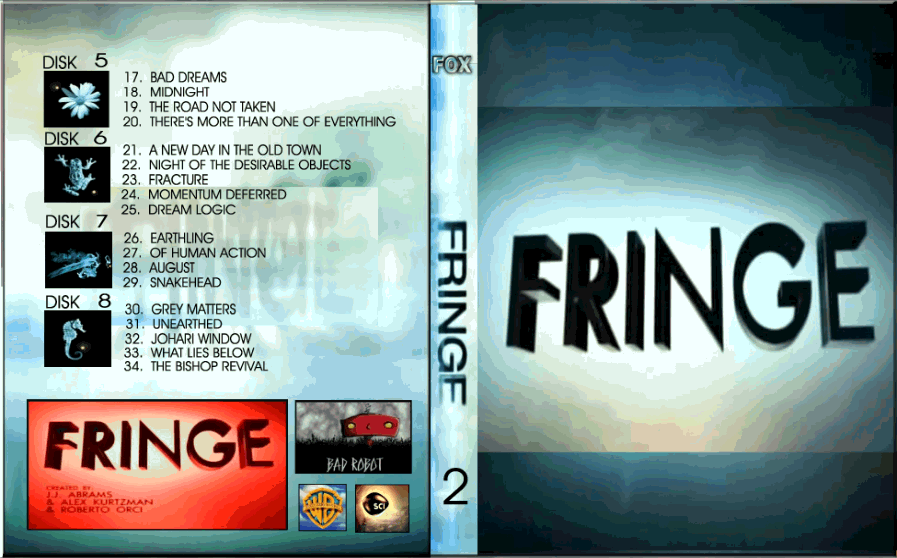 DISK 5
17. BAD DREAMS
18. MIDNIGHT
19. THE ROAD NOT TAKEN
20. THERE'S MORE THAN ONE OF EVERYTHING
DISK 6
21. A NEW DAY IN THE OLD TOWN
22. NIGHT OF THE DESIRABLE OBJECTS
23. FRACTURE
24. MOMENTUM DEFERRED
25. DREAM LOGIC
DISK 7
26. EARTHLING
27. OF HUMAN ACTION
28. AUGUST
29. SNAKEHEAD
DISK 8
30. GREY MATTERS
31. UNEARTHED
32. JOHARI WINDOW
33. WHAT LIES BELOW
34. THE BISHOP REVIVAL
FRINGE
CREATED BY:
J.J. ABRAMS
& ALEX KURTZMAN
& ROBERTO ORCI
BAD ROBOT
WB
SCI
FOX
FRINGE
2
FRINGE